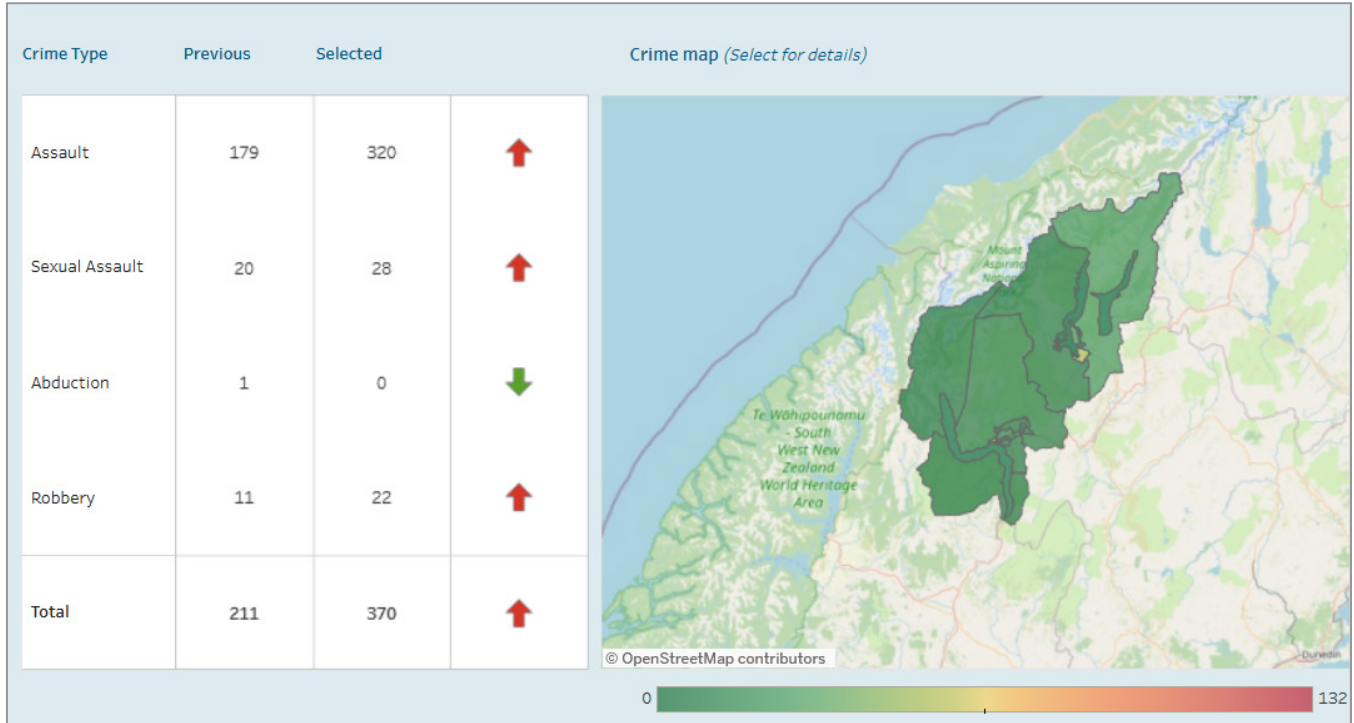 Crime Type Previous Selected
Crime map (Select for details)
Assault 179 320
Sexual Assault 20 28
Abduction 1 0
Robbery 11 22
Total 211 370
Mount
Te Wāhipounamu
- South
West New
Zealand
World Heritage
Area
© OpenStreetMap contributors
Dunedin
0 132